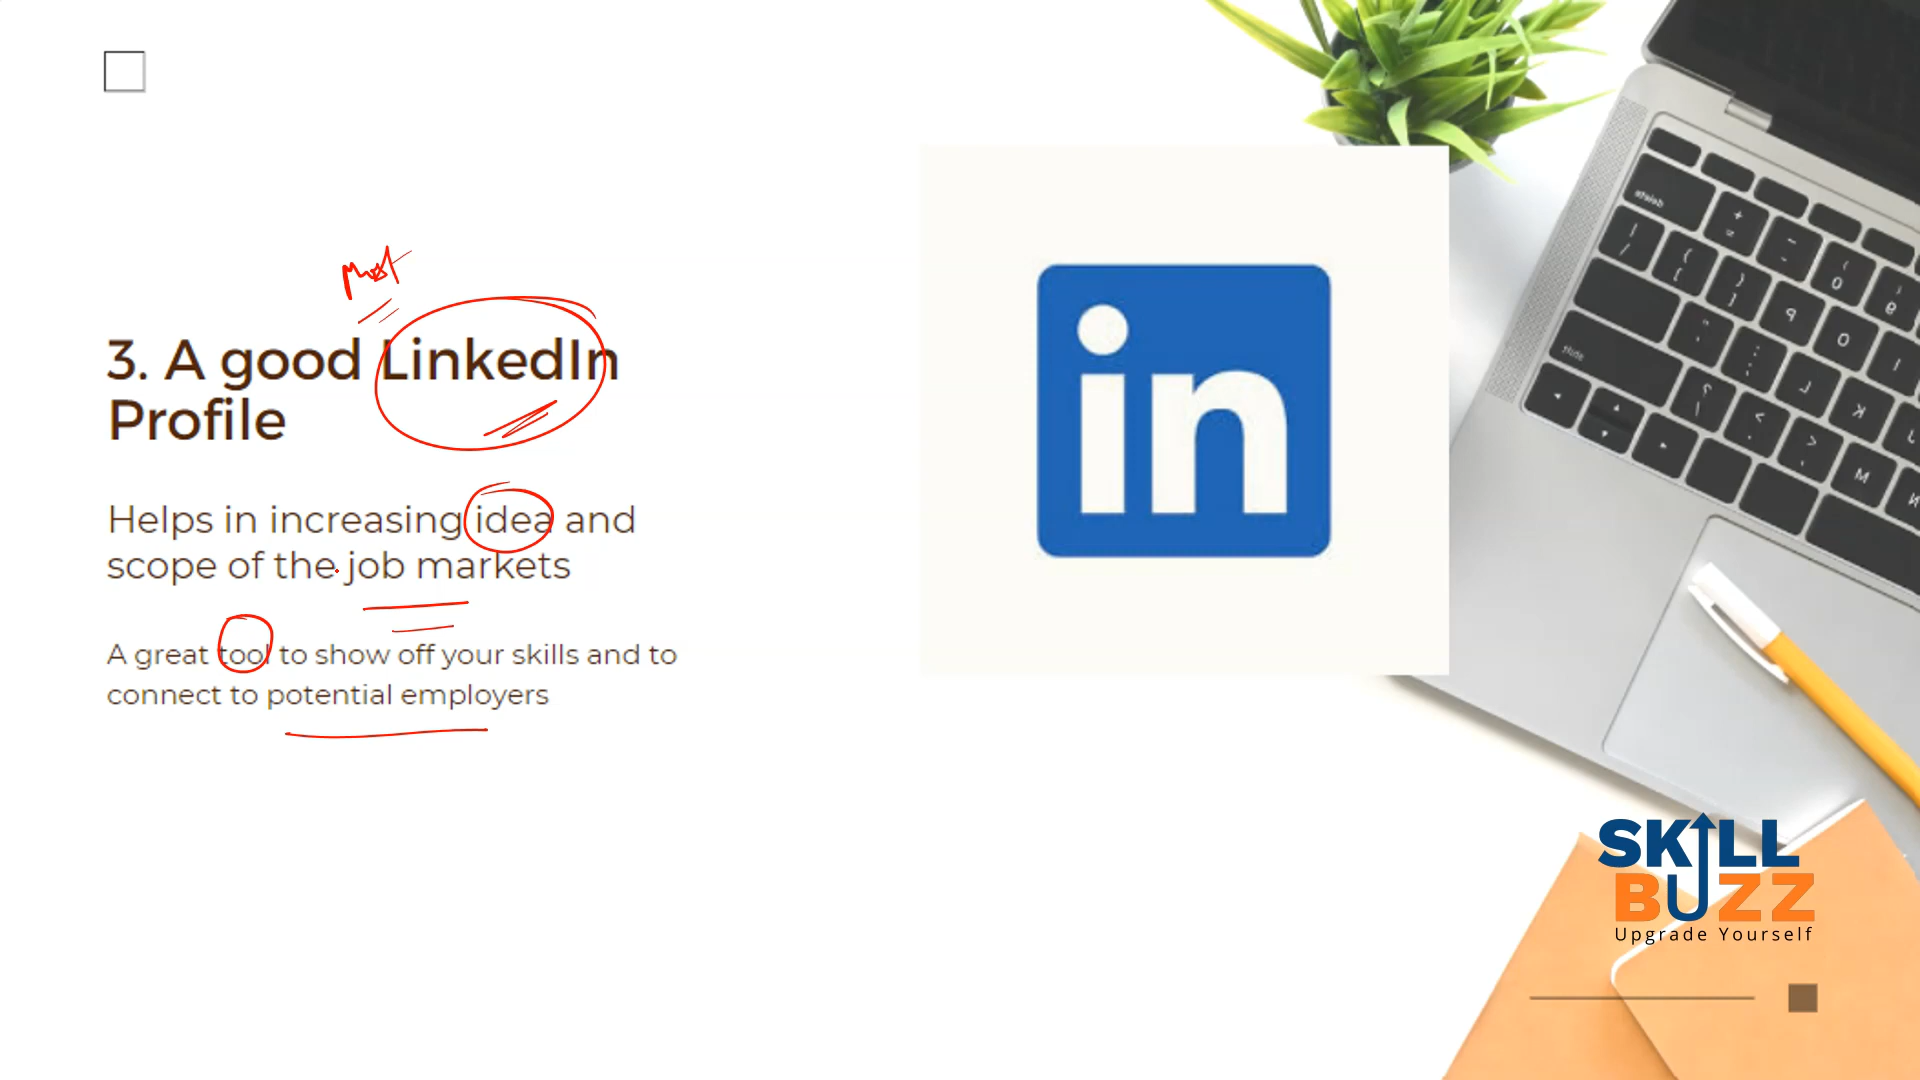 must
3. A good LinkedIn
Profile
Helps in increasing idea and
scope of the job markets
A great tool to show off your skills and to
connect to potential employers
in
SKILL
BUZZ
Upgrade Yourself